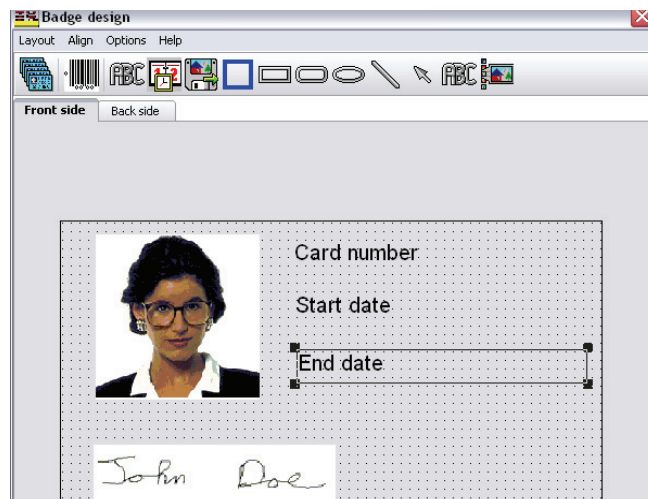 Badge design
Layout Align Options Help
ABC 12 ABC
Front side Back side
Card number
Start date
End date
John Doe